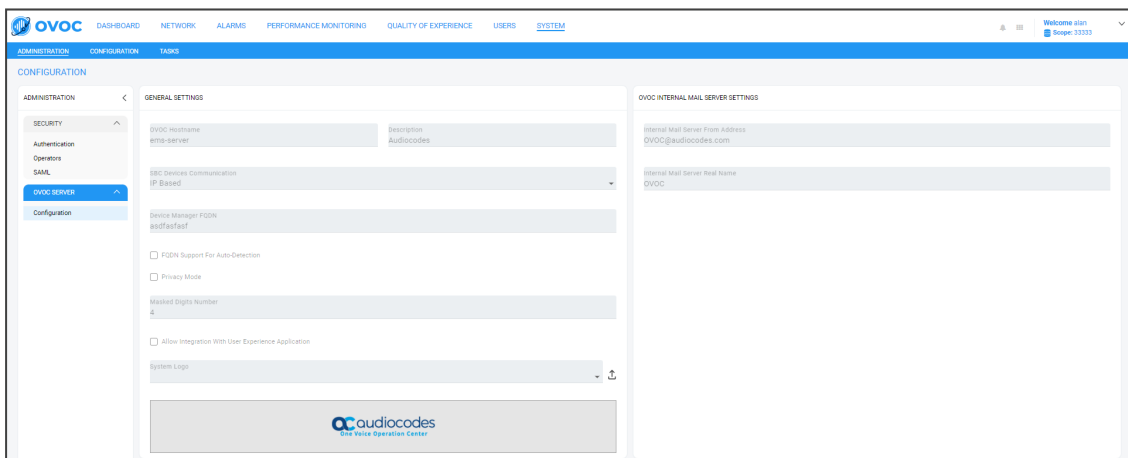 OVOC DASHBOARD NETWORK ALARMS PERFORMANCE MONITORING QUALITY OF EXPERIENCE USERS SYSTEM Welcome alan
Scope: 33333
ADMINISTRATION CONFIGURATION TASKS
CONFIGURATION
ADMINISTRATION
SECURITY
Authentication
Operators
SAML
OVOC SERVER
Configuration
GENERAL SETTINGS
OVOC Hostname Description
ems-server Audiocodes
SBC Devices Communication
IP Based
Device Manager FQDN
asdfasfasf
FQDN Support For Auto-Detection
Privacy Mode
Masked Digits Number
4
Allow Integration With User Experience Application
System Logo
audiocodes
One Voice Operation Center
OVOC INTERNAL MAIL SERVER SETTINGS
Internal Mail Server From Address
OVOC@audiocodes.com
Internal Mail Server Real Name
OVOC